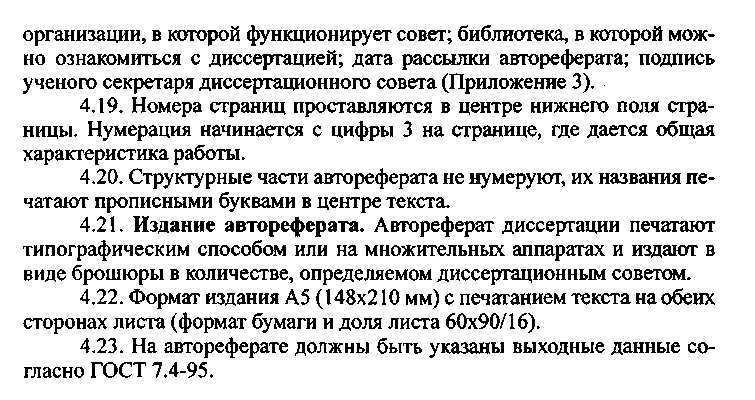 организации, в которой функционирует совет; библиотека, в которой мож-
но ознакомиться с диссертацией; дата рассылки автореферата; подпись
ученого секретаря диссертационного совета (Приложение 3).
4.19. Номера страниц проставляются в центре нижнего поля стра-
ницы. Нумерация начинается с цифры 3 на странице, где дается общая
характеристика работы.
4.20. Структурные части автореферата не нумеруют, их названия пе-
чатают прописными буквами в центре текста.
4.21. Издание автореферата. Автореферат диссертации печатают
типографическим способом или на множительных аппаратах и издают в
виде брошюры в количестве, определяемом диссертационным советом.
4.22. Формат издания А5 (148х210 мм) с печатанием текста на обеих
сторонах листа (формат бумаги и доля листа 60х90/16).
4.23. На автореферате должны быть указаны выходные данные со-
гласно ГОСТ 7.4-95.